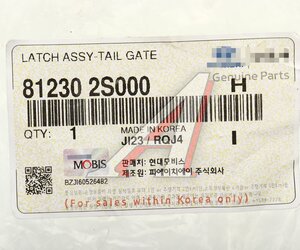 LATCH ASSY-TAIL GATE
81230 2S000 H
Genuine Parts
QTY: 1 MADE IN KOREA
JI23 / RQJ4 I
MOBIS
판매처: 현대모비스
제조원: 피에이치에이 주식회사
BZJI60526482
(For sales within Korea only)